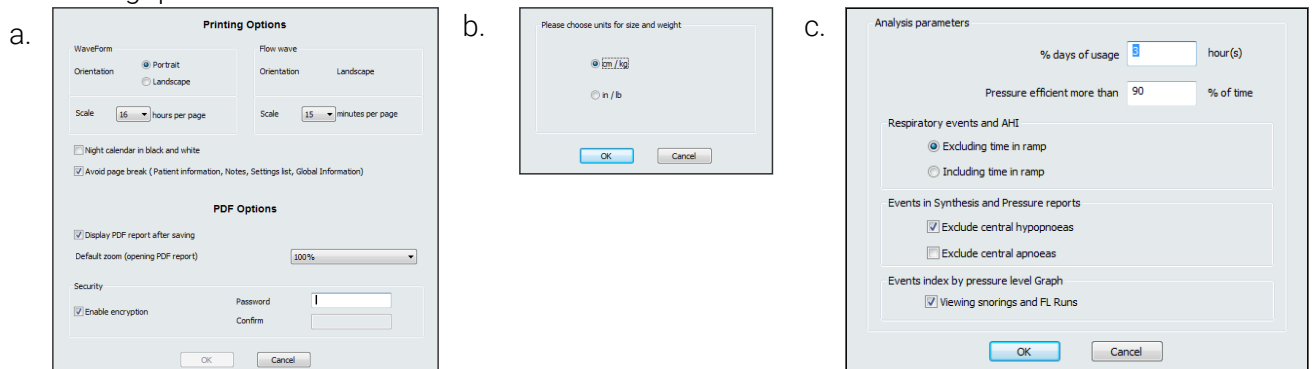 a.
Printing Options
WaveForm
Orientation
Portrait
Landscape
Scale 16 hours per page
Flow wave
Orientation Landscape
Scale 15 minutes per page
Night calendar in black and white
Avoid page break ( Patient information, Notes, Settings list, Global Information)
PDF Options
Display PDF report after saving
Default zoom (opening PDF report) 100%
Security
Enable encryption
Password
Confirm
OK Cancel
b.
Please choose units for size and weight
cm / kg
in / lb
OK Cancel
c.
Analysis parameters
% days of usage 3 hour(s)
Pressure efficient more than 90 % of time
Respiratory events and AHI
Excluding time in ramp
Including time in ramp
Events in Synthesis and Pressure reports
Exclude central hypopnoeas
Exclude central apnoeas
Events index by pressure level Graph
Viewing snorings and FL Runs
OK Cancel